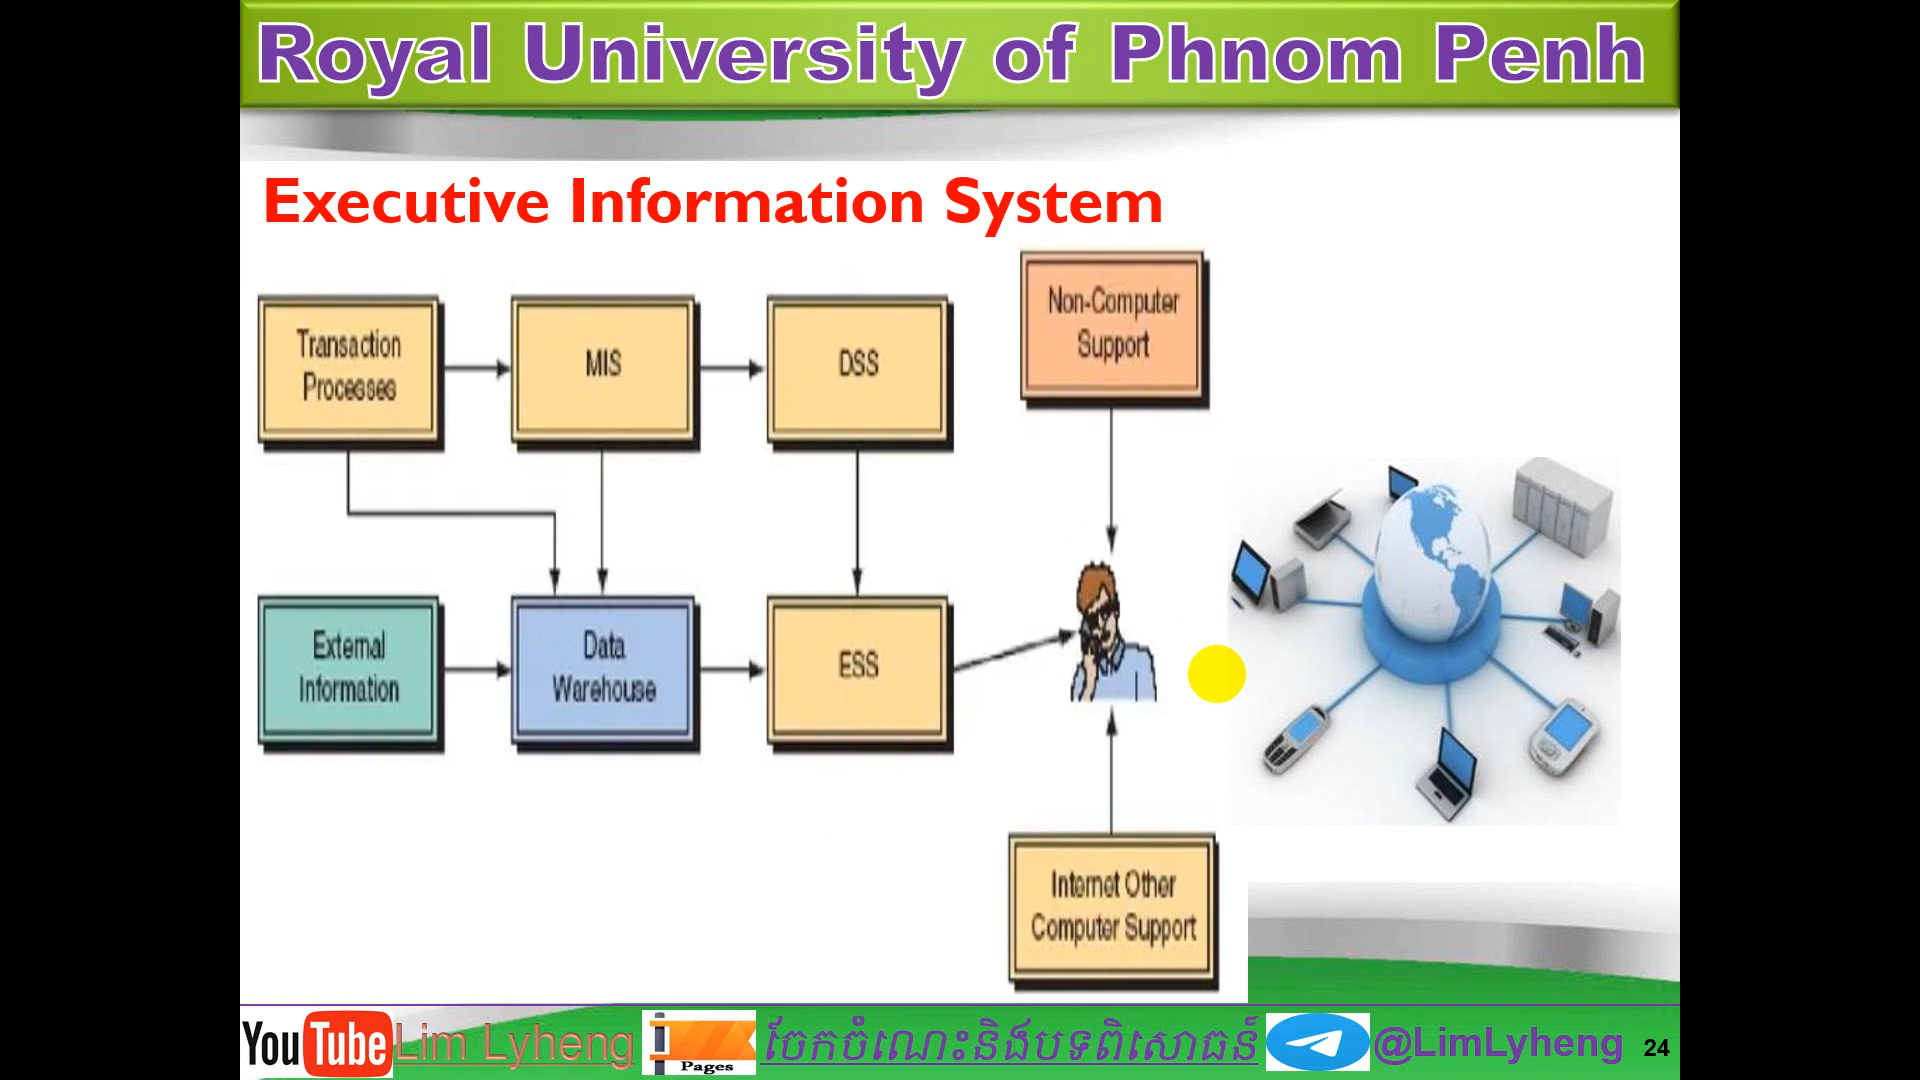 Royal University of Phnom Penh
Executive Information System
Transaction
Processes
MIS
DSS
Non-Computer
Support
External
Information
Data
Warehouse
ESS
Internet Other
Computer Support
YouTube Lim Lyheng
Pages
ចែកចំណេះនិងបទពិសោធន៍
@LimLyheng
24